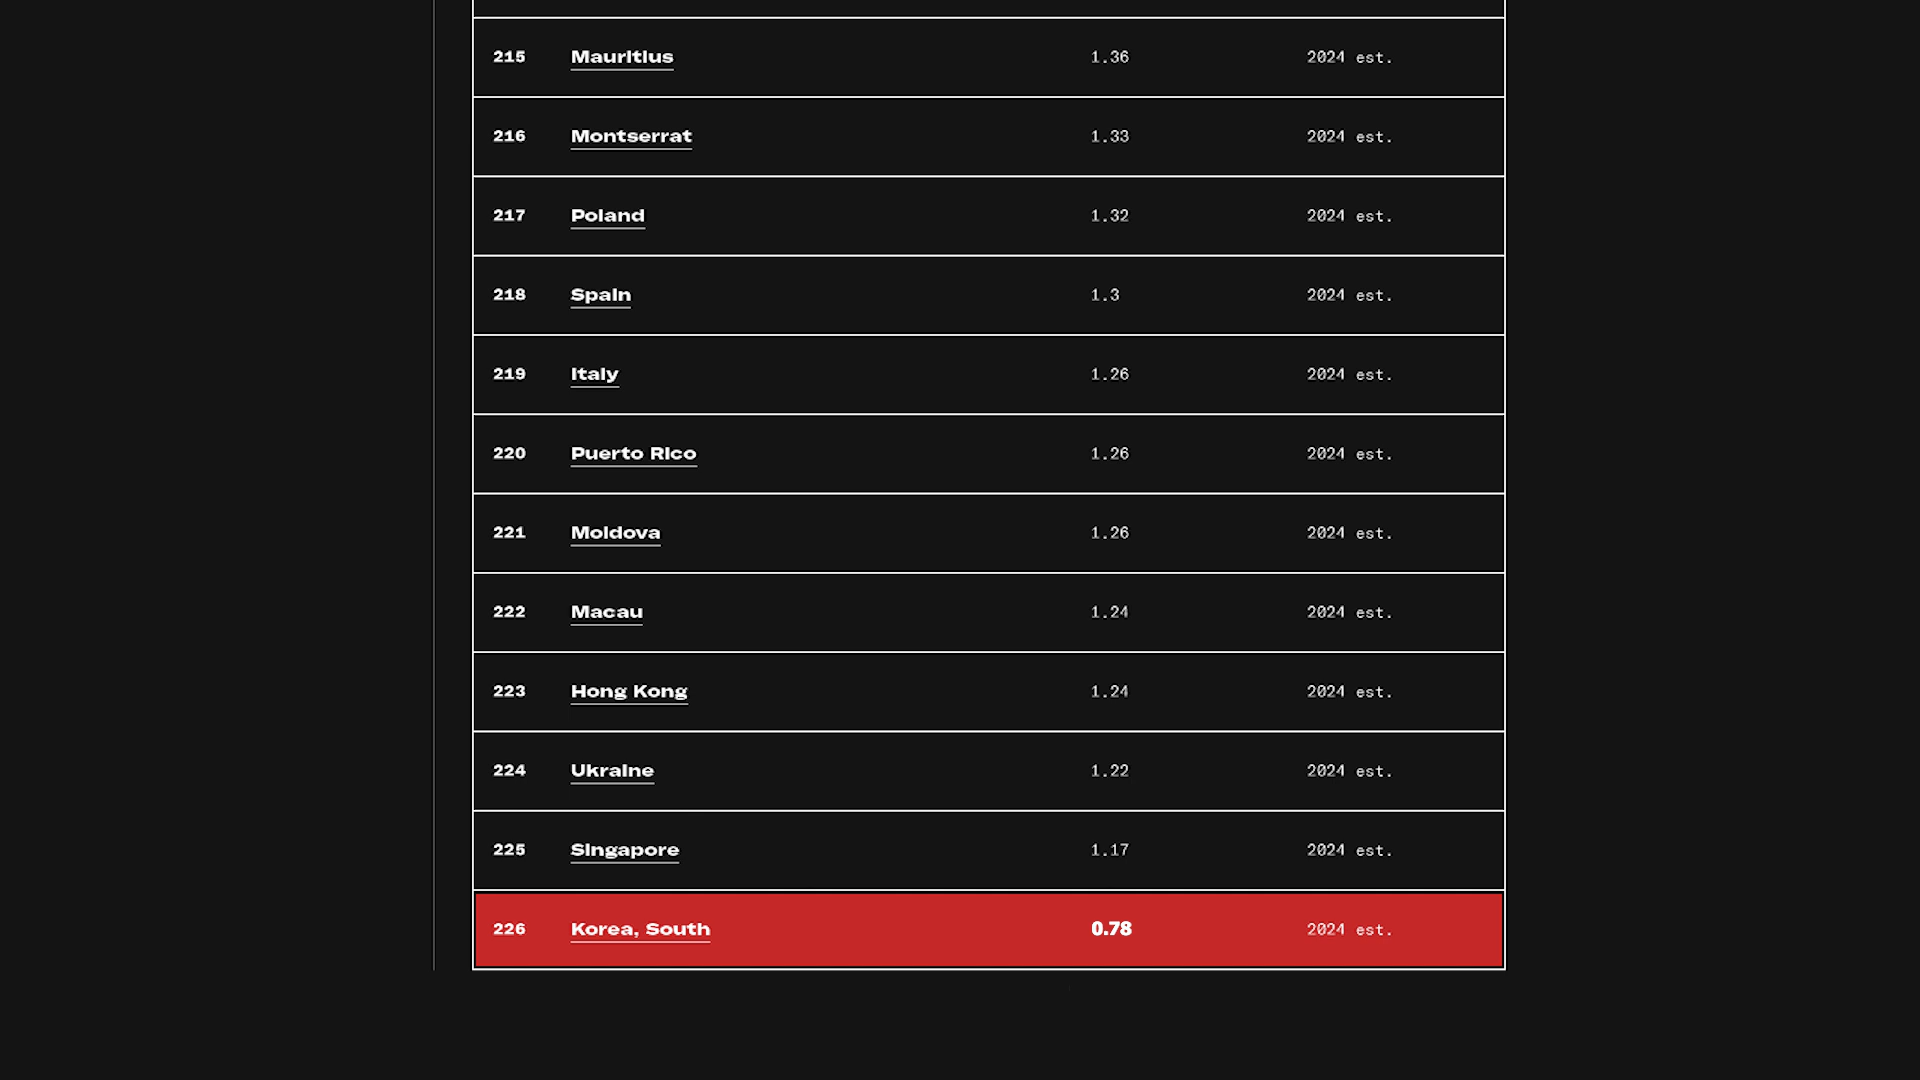 215 Mauritius 1.36 2024 est.
216 Montserrat 1.33 2024 est.
217 Poland 1.32 2024 est.
218 Spain 1.3 2024 est.
219 Italy 1.26 2024 est.
220 Puerto Rico 1.26 2024 est.
221 Moldova 1.26 2024 est.
222 Macau 1.24 2024 est.
223 Hong Kong 1.24 2024 est.
224 Ukraine 1.22 2024 est.
225 Singapore 1.17 2024 est.
226 Korea, South 0.78 2024 est.